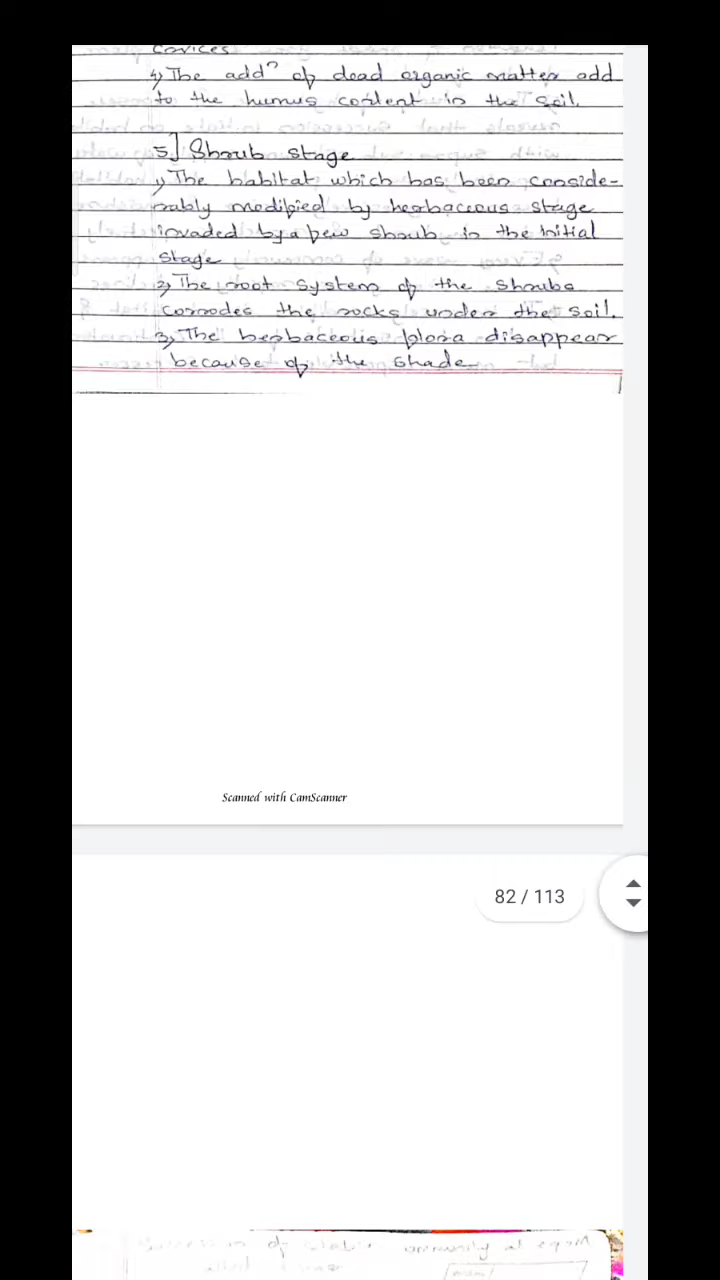 covices
4) The addn of dead organic matter add
to the humus content in the soil.
5] Shrub stage
1) The habitat which has been conside-
rably modified by herbaceous stage
invaded by a few shrub in the initial
stage
2) The root system of the shrubs
corrodes the rocks under the soil.
3) The herbaceous flora disappear
because of the shade
Scanned with CamScanner
82 / 113